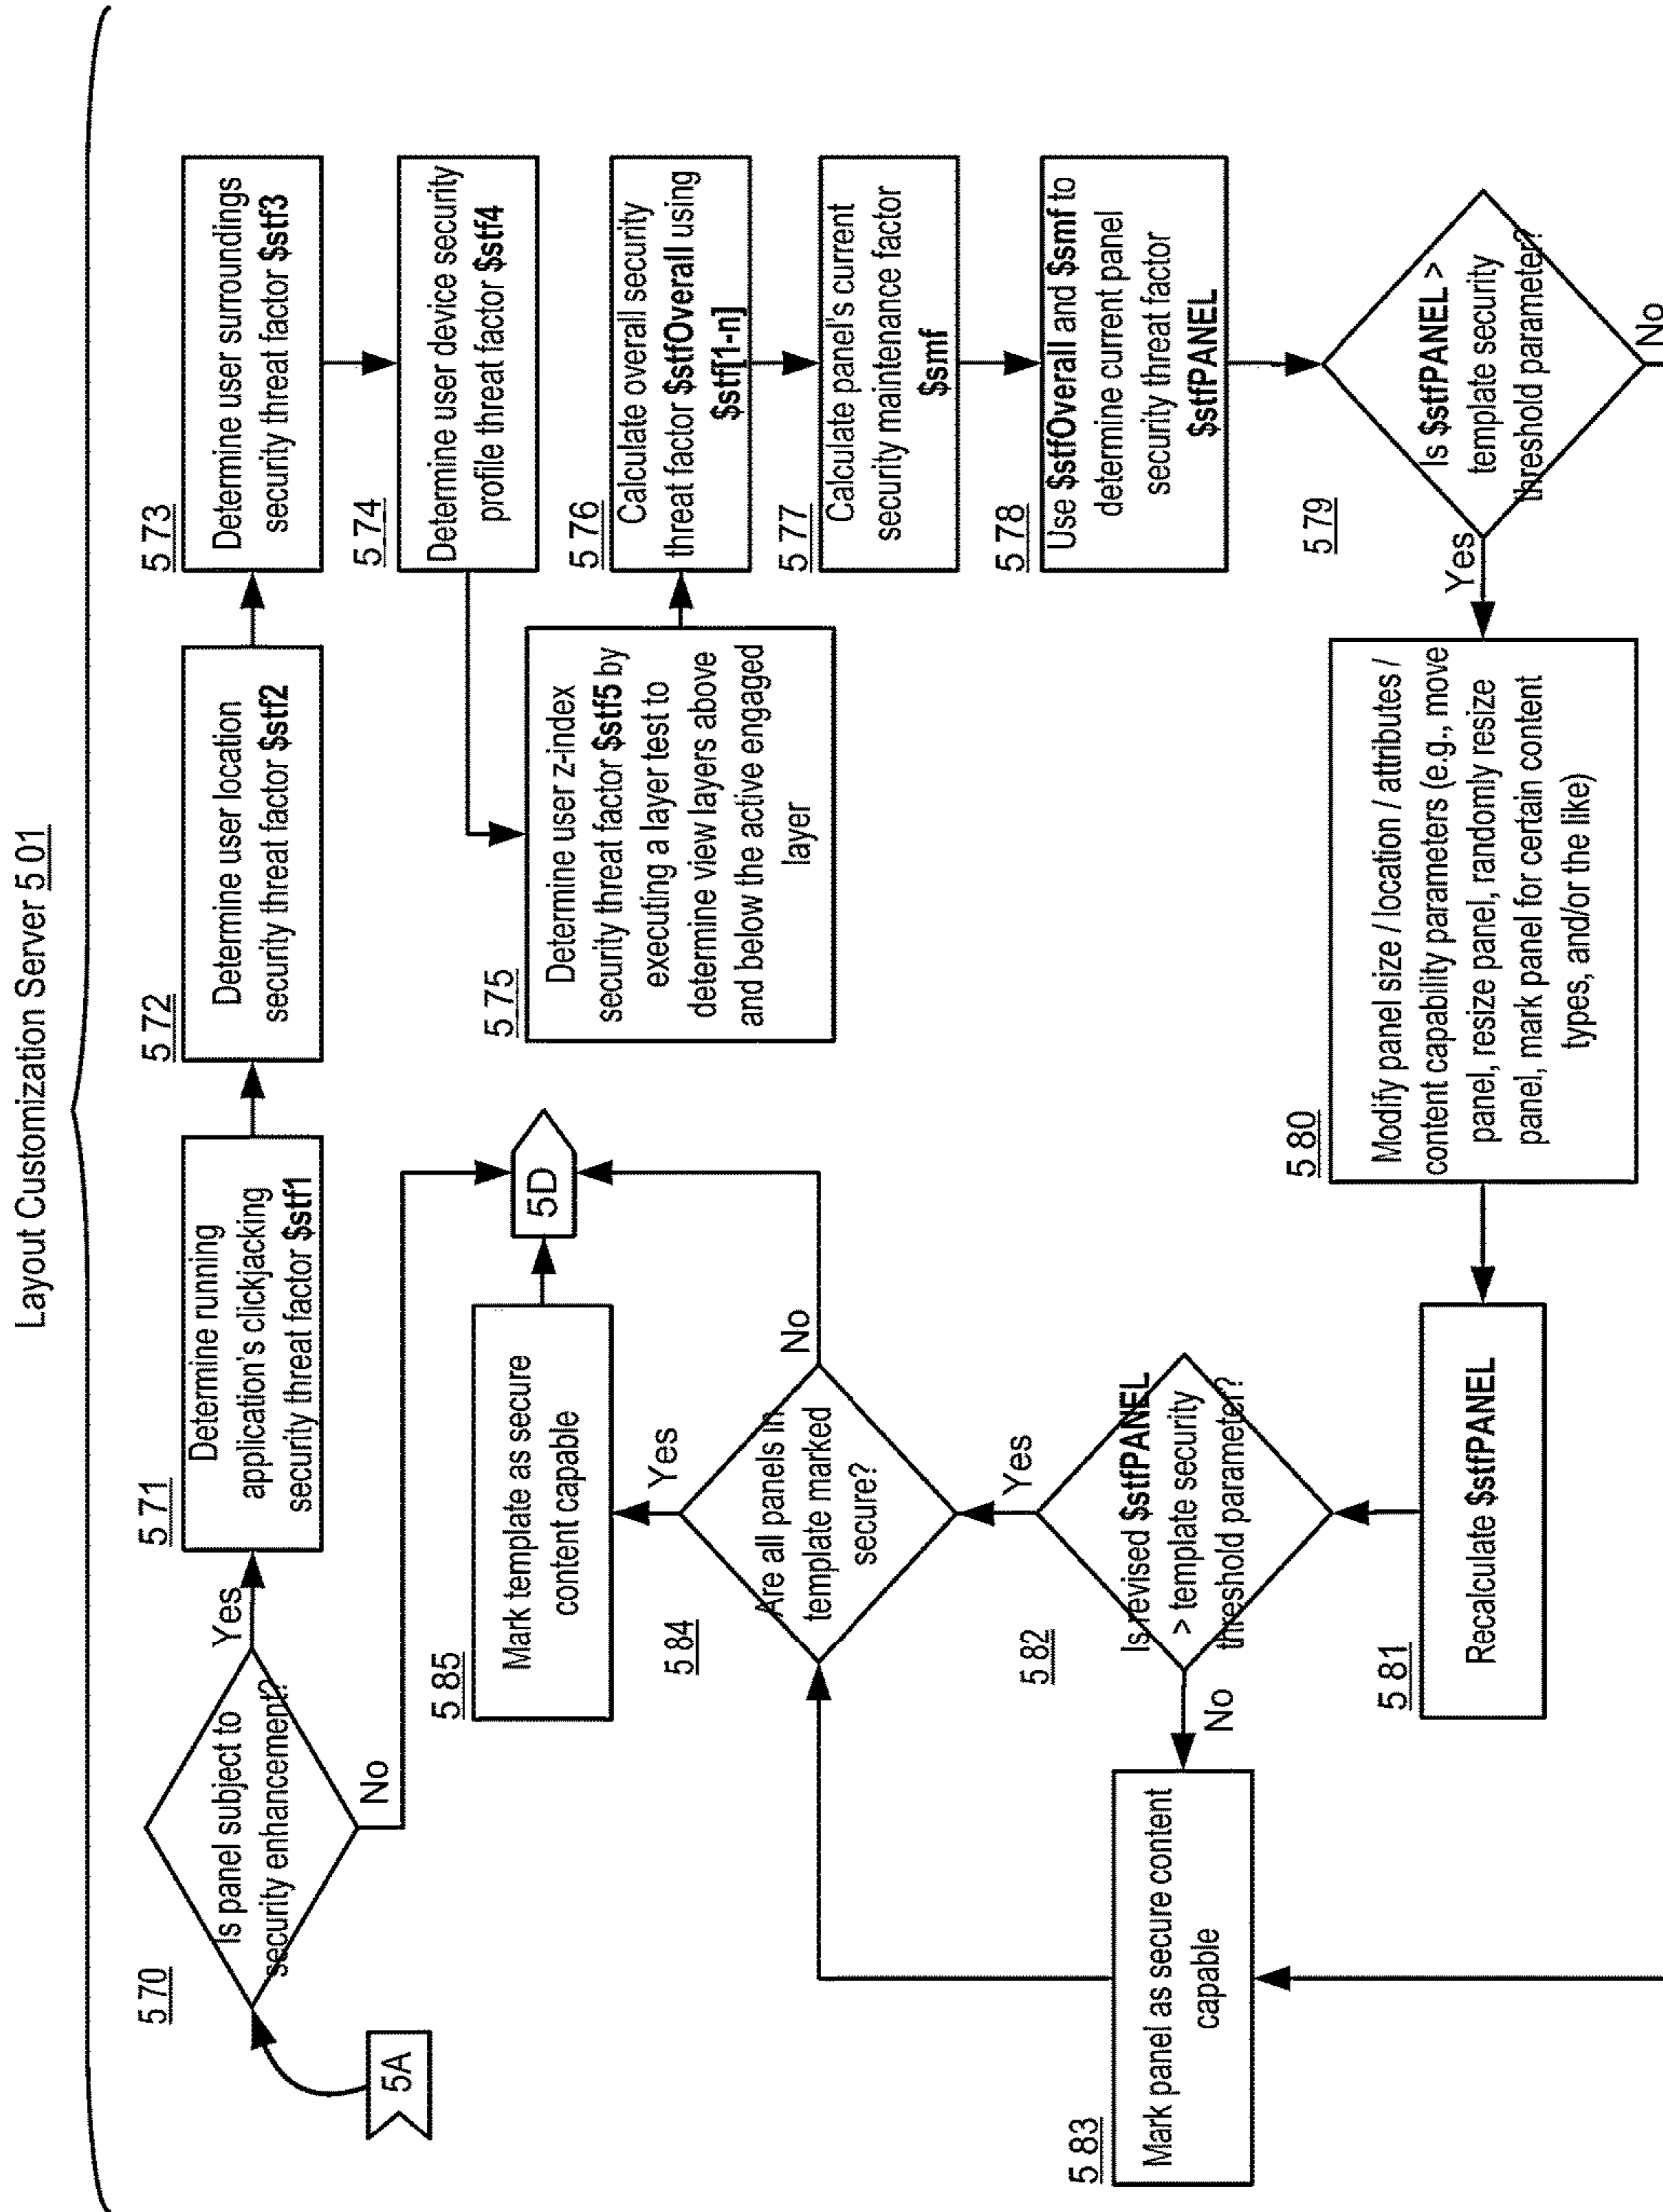 Layout Customization Server 5 01
5A
5 70
Is panel subject to
security enhancement?
Yes
No
5 71
Determine running
application's clickjacking
security threat factor $stf1
5 72
Determine user location
security threat factor $stf2
5 73
Determine user surroundings
security threat factor $stf3
5 74
Determine user device security
profile threat factor $stf4
5 75
Determine user z-index
security threat factor $stf5 by
executing a layer test to
determine view layers above
and below the active engaged
layer
5 76
Calculate overall security
threat factor $stfOverall using
$stf[1-n]
5 77
Calculate panel's current
security maintenance factor
$smf
5 78
Use $stfOverall and $smf to
determine current panel
security threat factor
$stfPANEL
5 79
Is $stfPANEL >
template security
threshold parameter?
Yes
No
5 80
Modify panel size / location / attributes /
content capability parameters (e.g., move
panel, resize panel, randomly resize
panel, mark panel for certain content
types, and/or the like)
5 81
Recalculate $stfPANEL
5 82
Is revised $stfPANEL
> template security
threshold parameter?
Yes
No
5 83
Mark panel as secure content
capable
5 84
Are all panels in
template marked
secure?
Yes
No
5 85
Mark template as secure
content capable
5D